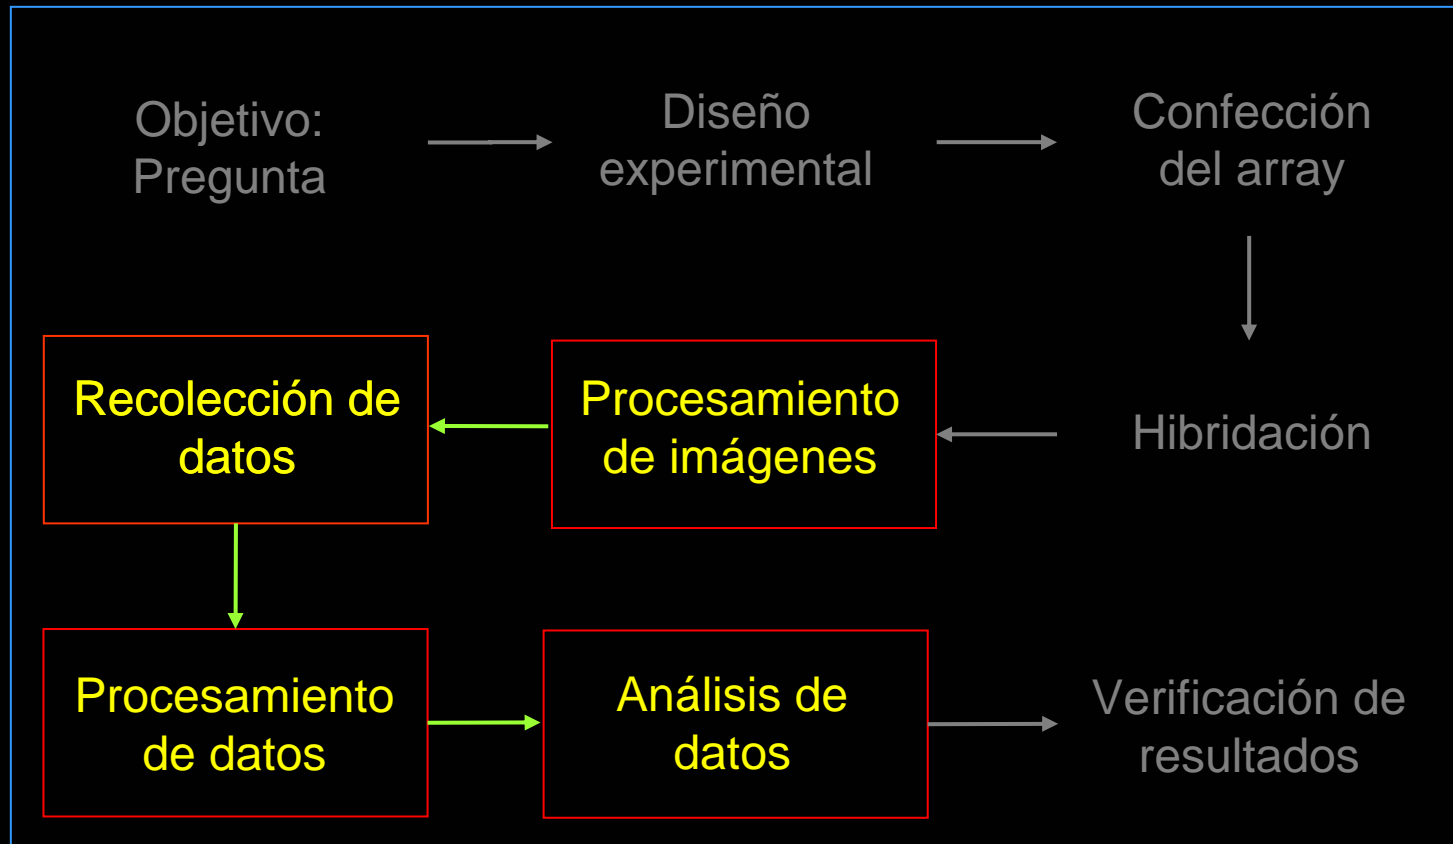 Objetivo:
Pregunta
Diseño
experimental
Confección
del array
Hibridación
Procesamiento
de imágenes
Recolección de
datos
Procesamiento
de datos
Análisis de
datos
Verificación de
resultados